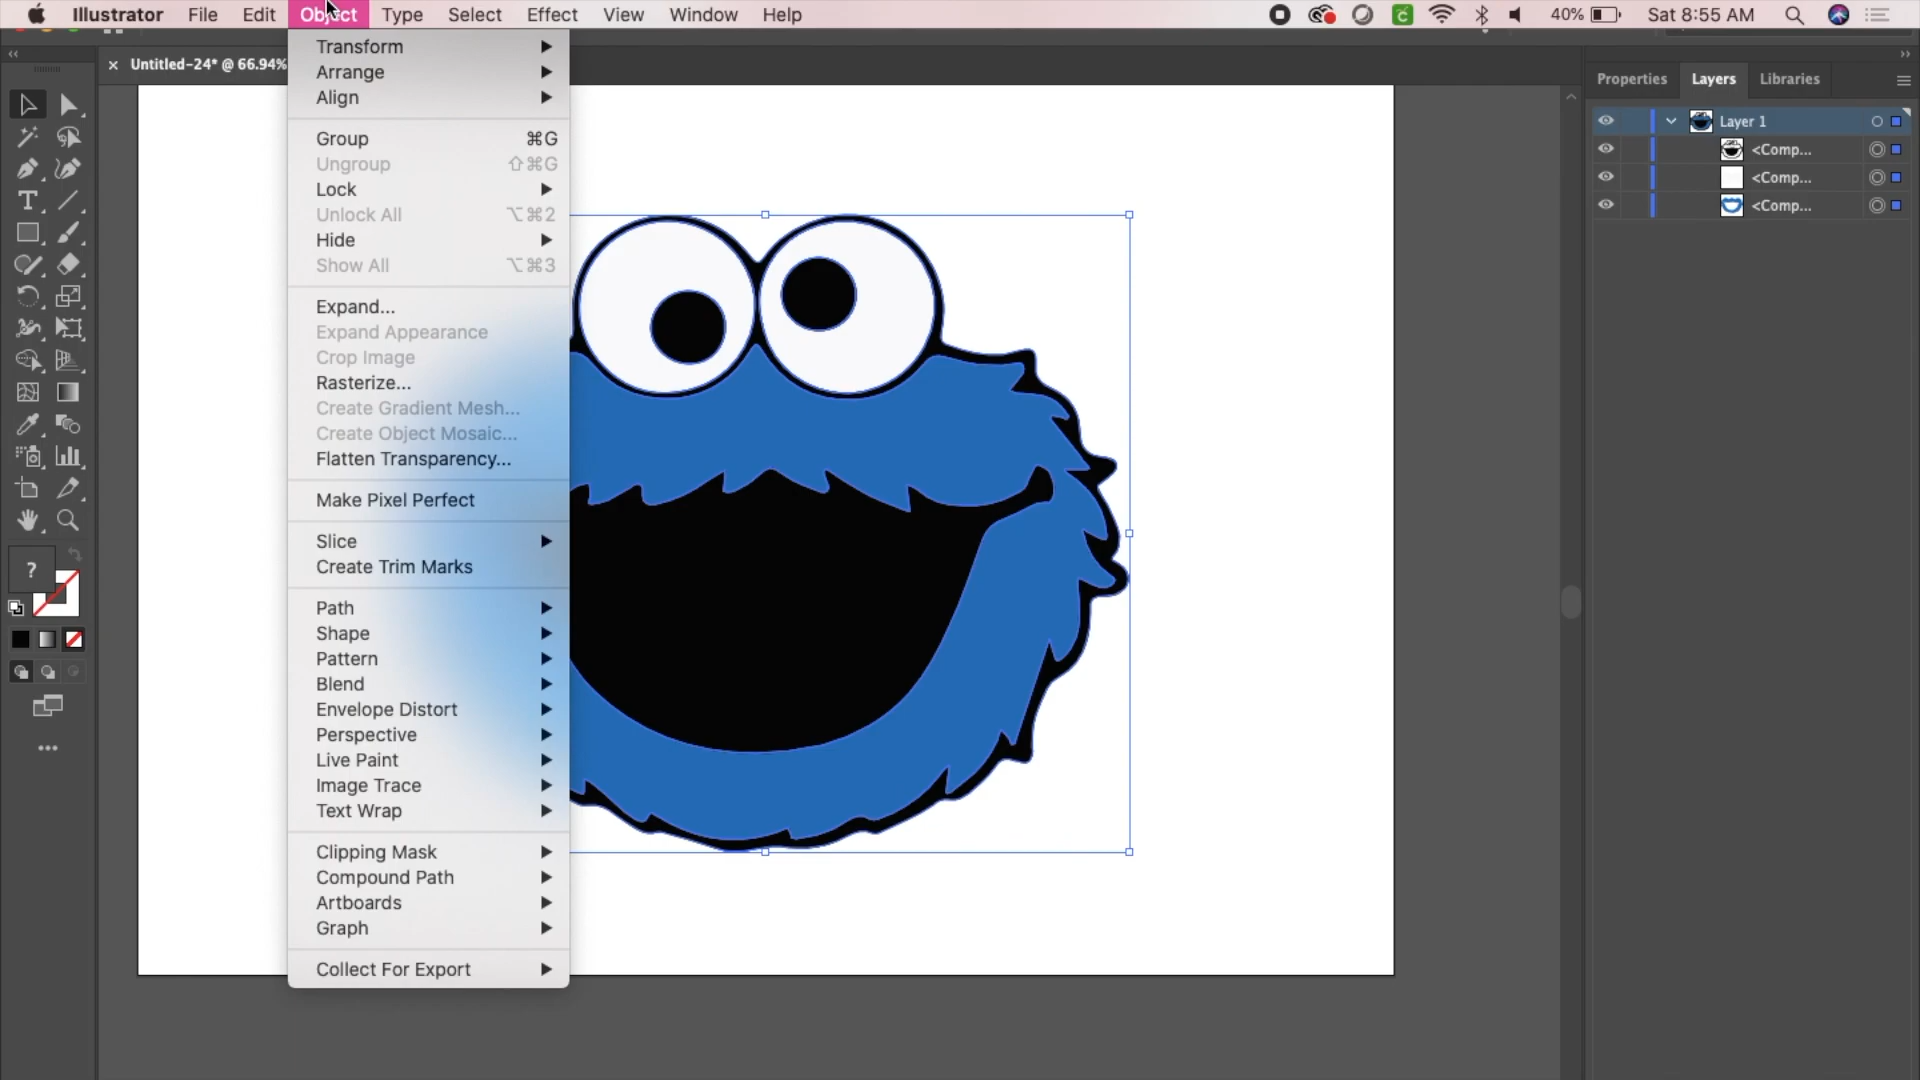 Illustrator File Edit Object Type Select Effect View Window Help 40% Sat 8:55 AM
Untitled-24* @ 66.94%
Properties Layers Libraries
Layer 1
<Comp...
<Comp...
<Comp...
Transform
Arrange
Align
Group ⌘G
Ungroup ⇧⌘G
Lock
Unlock All ⌥⌘2
Hide
Show All ⌥⌘3
Expand...
Expand Appearance
Crop Image
Rasterize...
Create Gradient Mesh...
Create Object Mosaic...
Flatten Transparency...
Make Pixel Perfect
Slice
Create Trim Marks
Path
Shape
Pattern
Blend
Envelope Distort
Perspective
Live Paint
Image Trace
Text Wrap
Clipping Mask
Compound Path
Artboards
Graph
Collect For Export
?